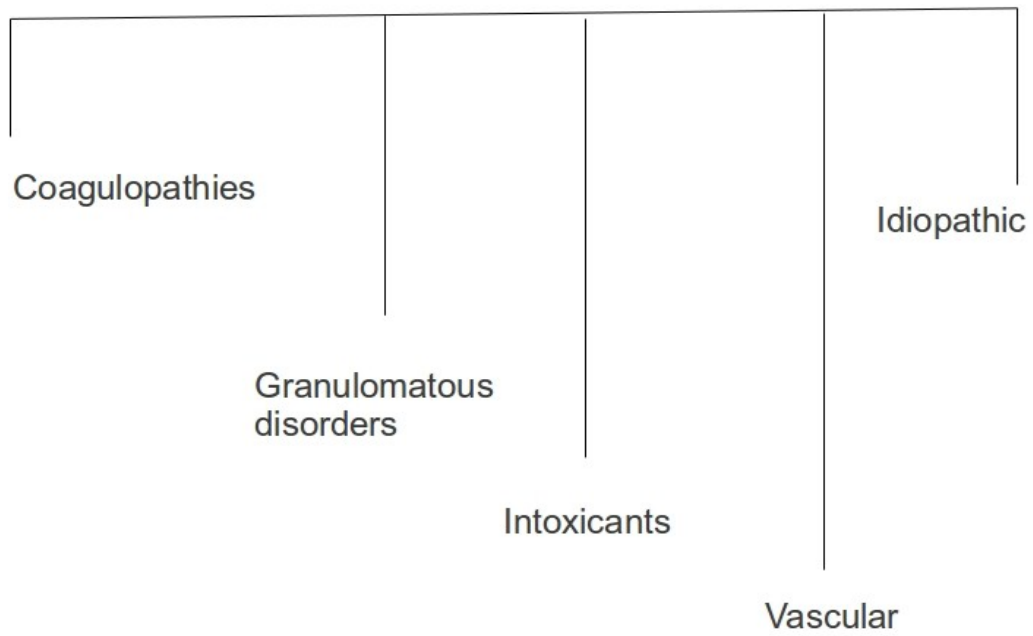 Coagulopathies
Idiopathic
Granulomatous
disorders
Intoxicants
Vascular